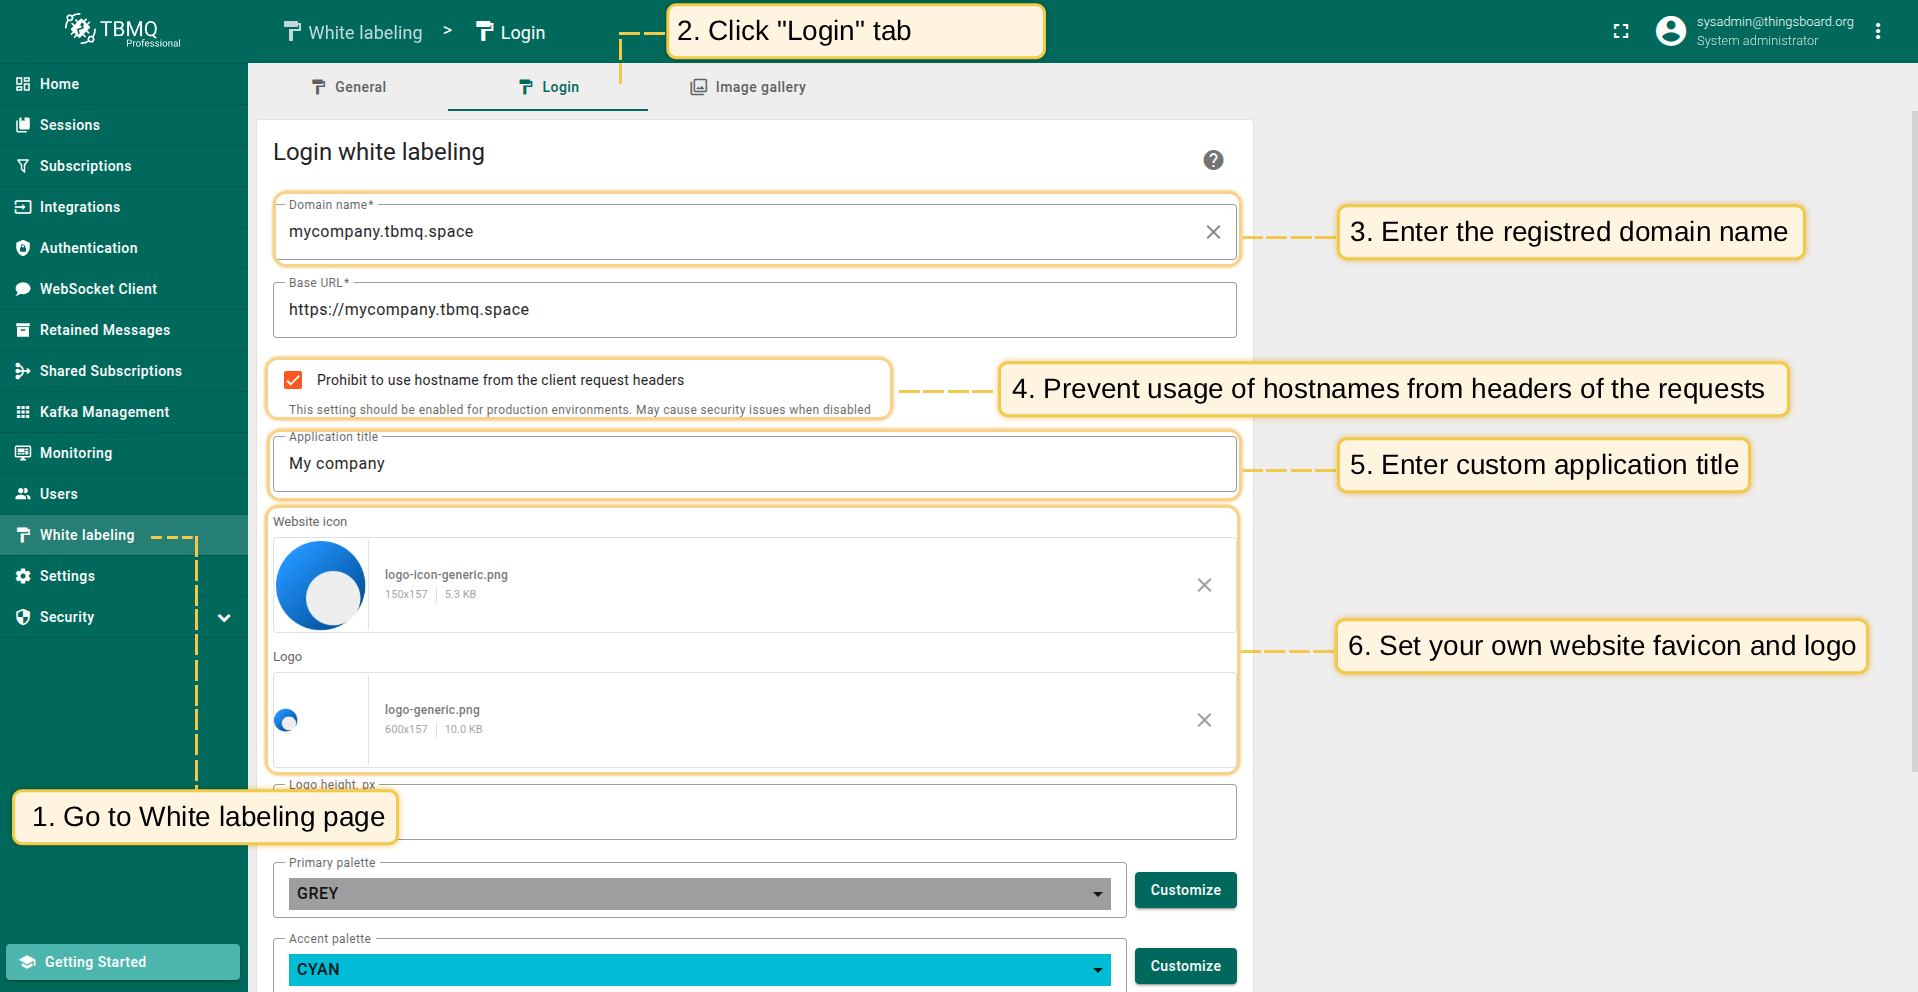 TBMQ
Professional
White labeling > Login
2. Click "Login" tab
sysadmin@thingsboard.org
System administrator
Home
Sessions
Subscriptions
Integrations
Authentication
WebSocket Client
Retained Messages
Shared Subscriptions
Kafka Management
Monitoring
Users
White labeling
Settings
Security
1. Go to White labeling page
Getting Started
General
Login
Image gallery
Login white labeling
Domain name*
mycompany.tbmq.space
3. Enter the registred domain name
Base URL*
https://mycompany.tbmq.space
Prohibit to use hostname from the client request headers
This setting should be enabled for production environments. May cause security issues when disabled
4. Prevent usage of hostnames from headers of the requests
Application title
My company
5. Enter custom application title
Website icon
logo-icon-generic.png
150x157 | 5.3 KB
Logo
logo-generic.png
600x157 | 10.0 KB
6. Set your own website favicon and logo
Logo height, px
Primary palette
GREY
Customize
Accent palette
CYAN
Customize